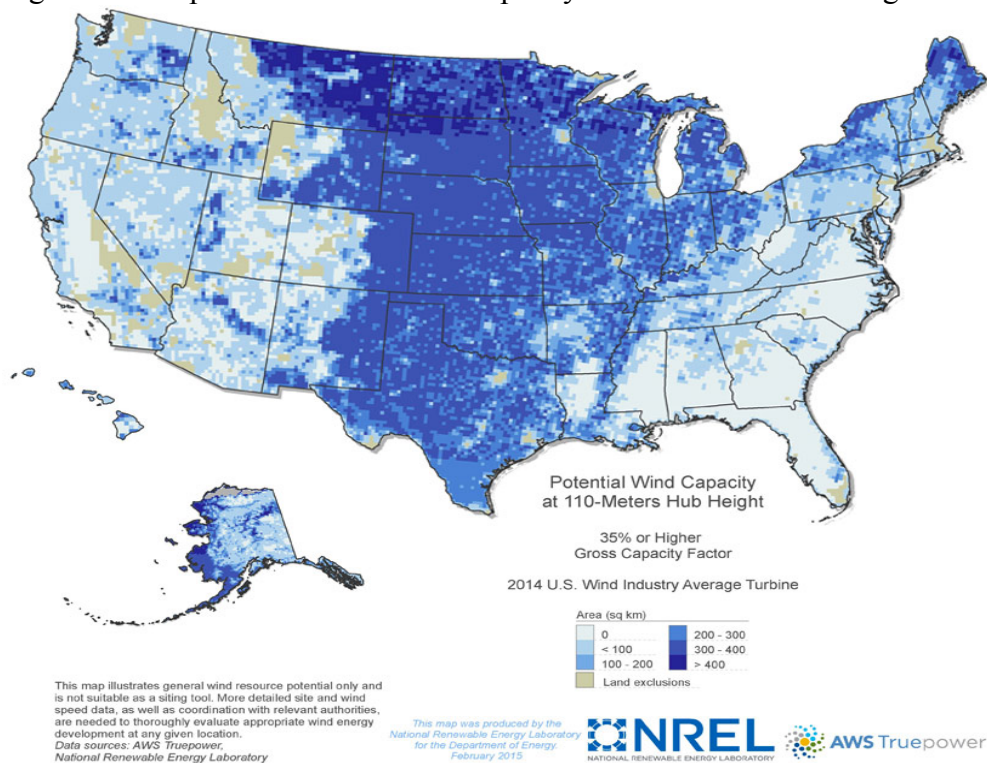 Potential Wind Capacity
at 110-Meters Hub Height
35% or Higher
Gross Capacity Factor
2014 U.S. Wind Industry Average Turbine
Area (sq km)
0
< 100
100 - 200
200 - 300
300 - 400
> 400
Land exclusions
This map illustrates general wind resource potential only and
is not suitable as a siting tool. More detailed site and wind
speed data, as well as coordination with relevant authorities,
are needed to thoroughly evaluate appropriate wind energy
development at any given location.
Data sources: AWS Truepower,
National Renewable Energy Laboratory
This map was produced by the
National Renewable Energy Laboratory
for the Department of Energy.
February 2015
NREL
NATIONAL RENEWABLE ENERGY LABORATORY
AWS Truepower